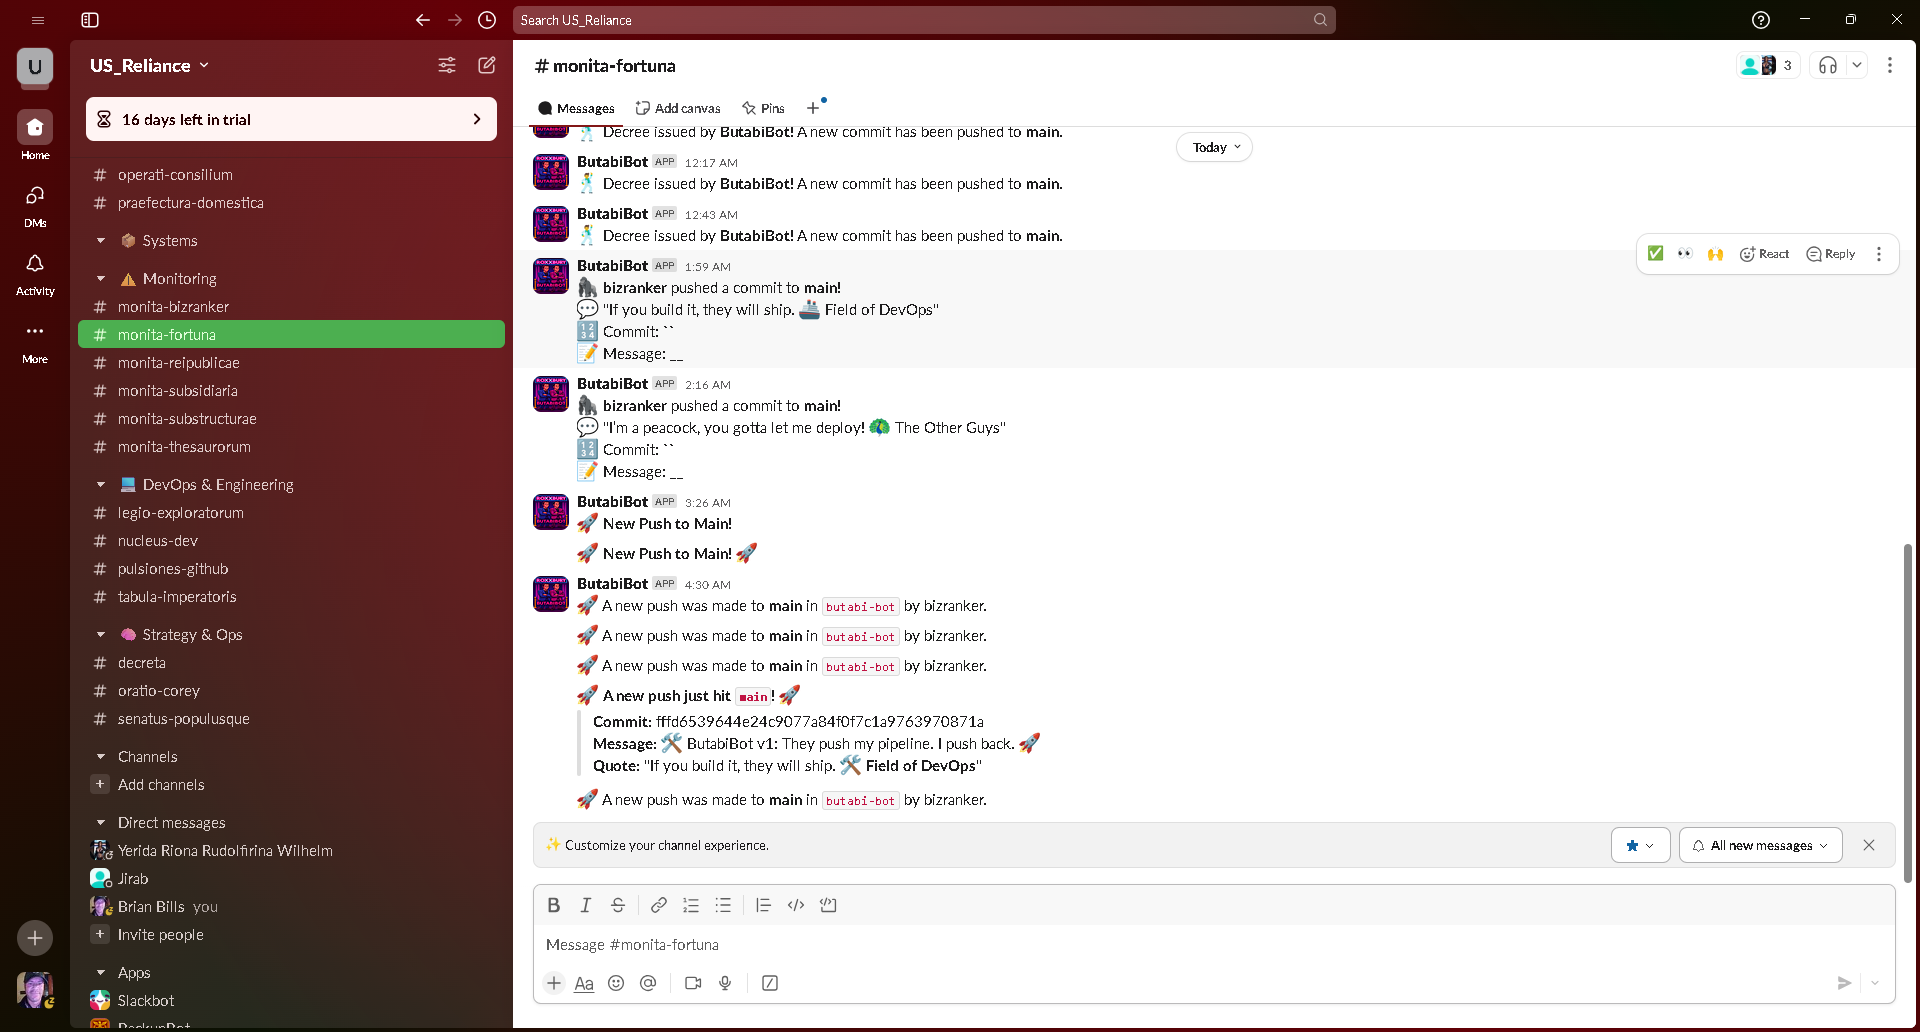 Search US_Reliance
U
US_Reliance
16 days left in trial
Home
DMs
Activity
More
# operati-consilium
# praefectura-domestica
Systems
Monitoring
# monita-bizranker
# monita-fortuna
# monita-reipublicae
# monita-subsidiaria
# monita-substructurae
# monita-thesaurorum
DevOps & Engineering
# legio-exploratorum
# nucleus-dev
# pulsiones-github
# tabula-imperatoris
Strategy & Ops
# decreta
# oratio-corey
# senatus-populusque
Channels
+ Add channels
Direct messages
Yerida Riona Rudolfirina Wilhelm
Jirab
Brian Bills you
+ Invite people
Apps
Slackbot
BackupBot
# monita-fortuna
3
Messages
Add canvas
Pins
Decree issued by ButabiBot! A new commit has been pushed to main.
Today
ButabiBot APP 12:17 AM
Decree issued by ButabiBot! A new commit has been pushed to main.
ButabiBot APP 12:43 AM
Decree issued by ButabiBot! A new commit has been pushed to main.
React
Reply
ButabiBot APP 1:59 AM
🦍 bizranker pushed a commit to main!
💬 "If you build it, they will ship. 🚢 Field of DevOps"
🔢 Commit: ``
📝 Message: __
ButabiBot APP 2:16 AM
🦍 bizranker pushed a commit to main!
💬 "I'm a peacock, you gotta let me deploy! 🦚 The Other Guys"
🔢 Commit: ``
📝 Message: __
ButabiBot APP 3:26 AM
🚀 New Push to Main!
🚀 New Push to Main! 🚀
ButabiBot APP 4:30 AM
🚀 A new push was made to main in butabi-bot by bizranker.
🚀 A new push was made to main in butabi-bot by bizranker.
🚀 A new push was made to main in butabi-bot by bizranker.
🚀 A new push just hit main! 🚀
Commit: fffd6539644e24c9077a84f0f7c1a9763970871a
Message: 🛠️ ButabiBot v1: They push my pipeline. I push back. 🚀
Quote: "If you build it, they will ship. 🛠️ Field of DevOps"
🚀 A new push was made to main in butabi-bot by bizranker.
✨ Customize your channel experience.
All new messages
Message #monita-fortuna
Aa